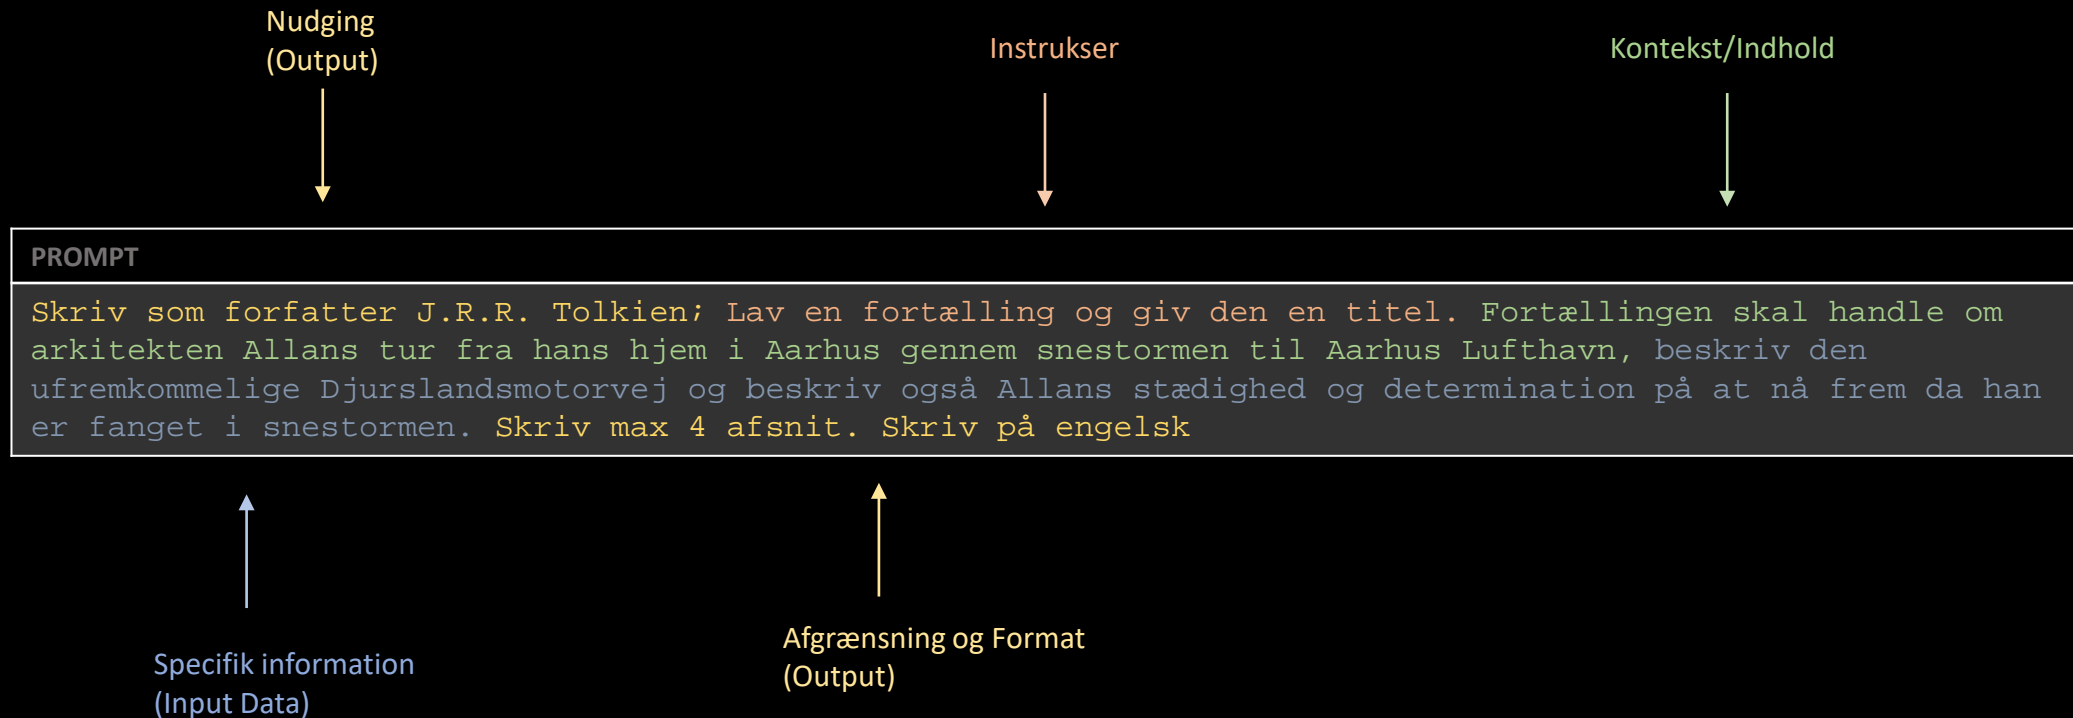 Nudging
(Output)
Instrukser
Kontekst/Indhold
PROMPT
Skriv som forfatter J.R.R. Tolkien; Lav en fortælling og giv den en titel. Fortællingen skal handle om
arkitekten Allans tur fra hans hjem i Aarhus gennem snestormen til Aarhus Lufthavn, beskriv den
ufremkommelige Djurslandsmotorvej og beskriv også Allans stædighed og determination på at nå frem da han
er fanget i snestormen. Skriv max 4 afsnit. Skriv på engelsk
Specifik information
(Input Data)
Afgrænsning og Format
(Output)